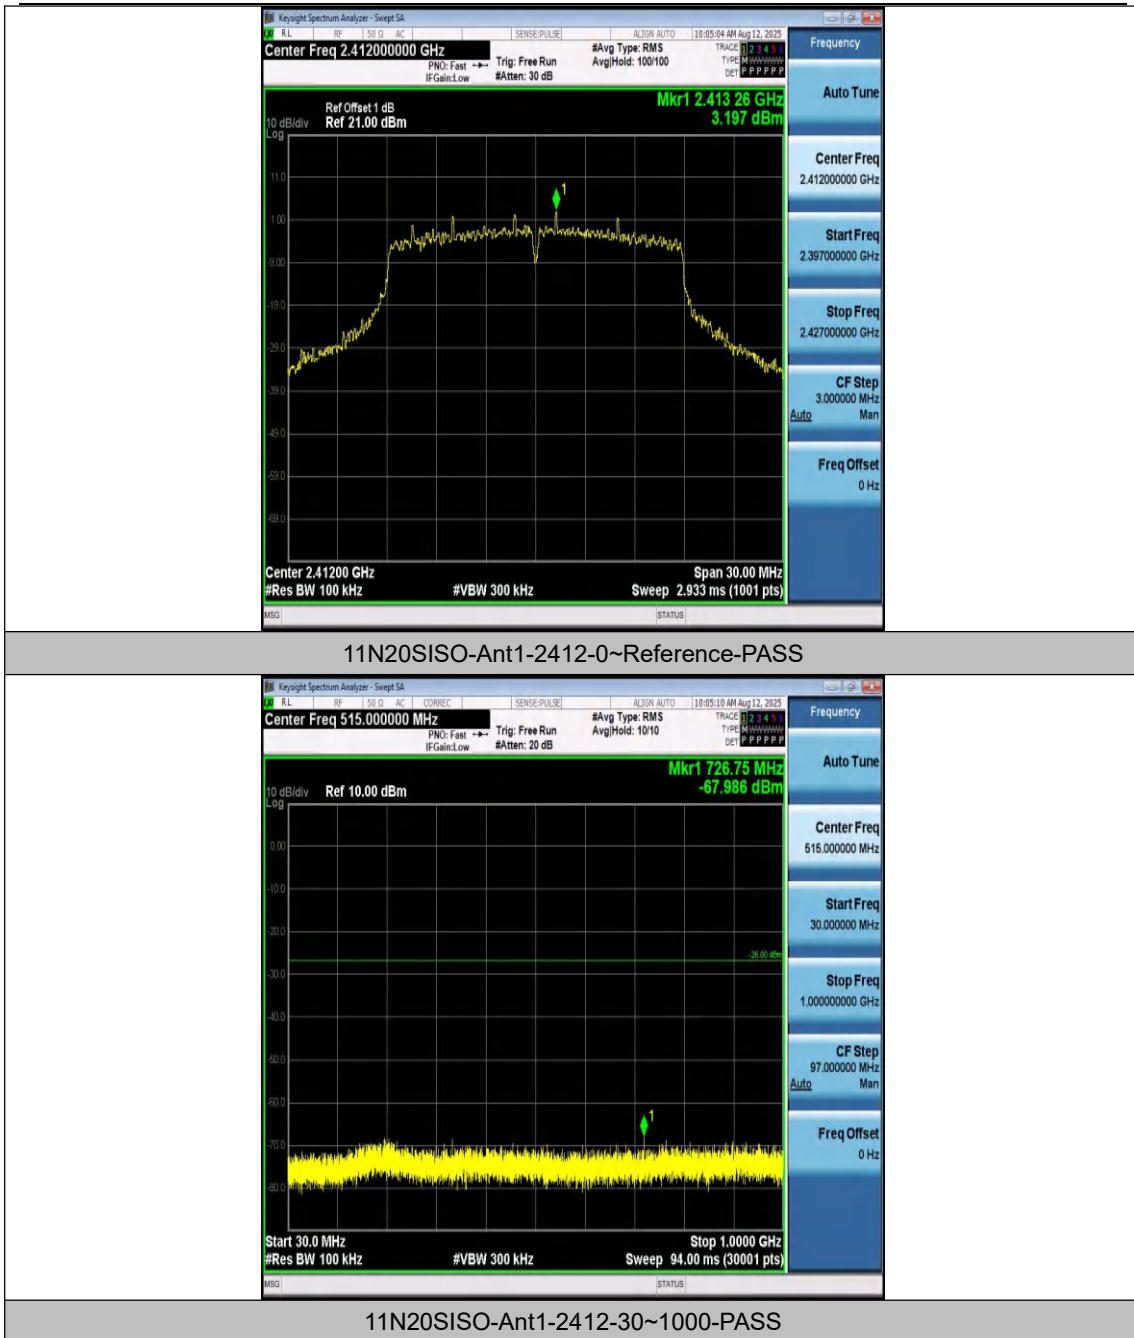 Keysight Spectrum Analyzer - Swept SA
RL RF 50 Ω AC SENSE:PULSE ALIGN AUTO 10:05:04 AM Aug 12, 2025
Center Freq 2.412000000 GHz
PNO: Fast
IFGain:Low
Trig: Free Run
#Atten: 30 dB
#Avg Type: RMS
Avg|Hold: 100/100
TRACE 1 2 3 4 5 6
TYPE M WWWWW
DET P P P P P P
Frequency
Mkr1 2.413 26 GHz
3.197 dBm
Ref Offset 1 dB
10 dB/div Ref 21.00 dBm
Log
11.0
1.00
-9.00
-19.0
-29.0
-39.0
-49.0
-59.0
-69.0
1
Auto Tune
Center Freq
2.412000000 GHz
Start Freq
2.397000000 GHz
Stop Freq
2.427000000 GHz
CF Step
3.000000 MHz
Auto Man
Freq Offset
0 Hz
Center 2.41200 GHz Span 30.00 MHz
#Res BW 100 kHz #VBW 300 kHz Sweep 2.933 ms (1001 pts)
MSG STATUS
11N20SISO-Ant1-2412-0~Reference-PASS
Keysight Spectrum Analyzer - Swept SA
RL RF 50 Ω AC CORREC SENSE:PULSE ALIGN AUTO 10:05:10 AM Aug 12, 2025
Center Freq 515.000000 MHz
PNO: Fast
IFGain:Low
Trig: Free Run
#Atten: 20 dB
#Avg Type: RMS
Avg|Hold: 10/10
TRACE 1 2 3 4 5 6
TYPE M WWWWW
DET P P P P P P
Frequency
Mkr1 726.75 MHz
-67.986 dBm
10 dB/div Ref 10.00 dBm
Log
0.00
-10.0
-20.0
-30.0
-40.0
-50.0
-60.0
-70.0
-80.0
-26.80 dBm
1
Auto Tune
Center Freq
515.000000 MHz
Start Freq
30.000000 MHz
Stop Freq
1.000000000 GHz
CF Step
97.000000 MHz
Auto Man
Freq Offset
0 Hz
Start 30.0 MHz Stop 1.0000 GHz
#Res BW 100 kHz #VBW 300 kHz Sweep 94.00 ms (30001 pts)
MSG STATUS
11N20SISO-Ant1-2412-30~1000-PASS